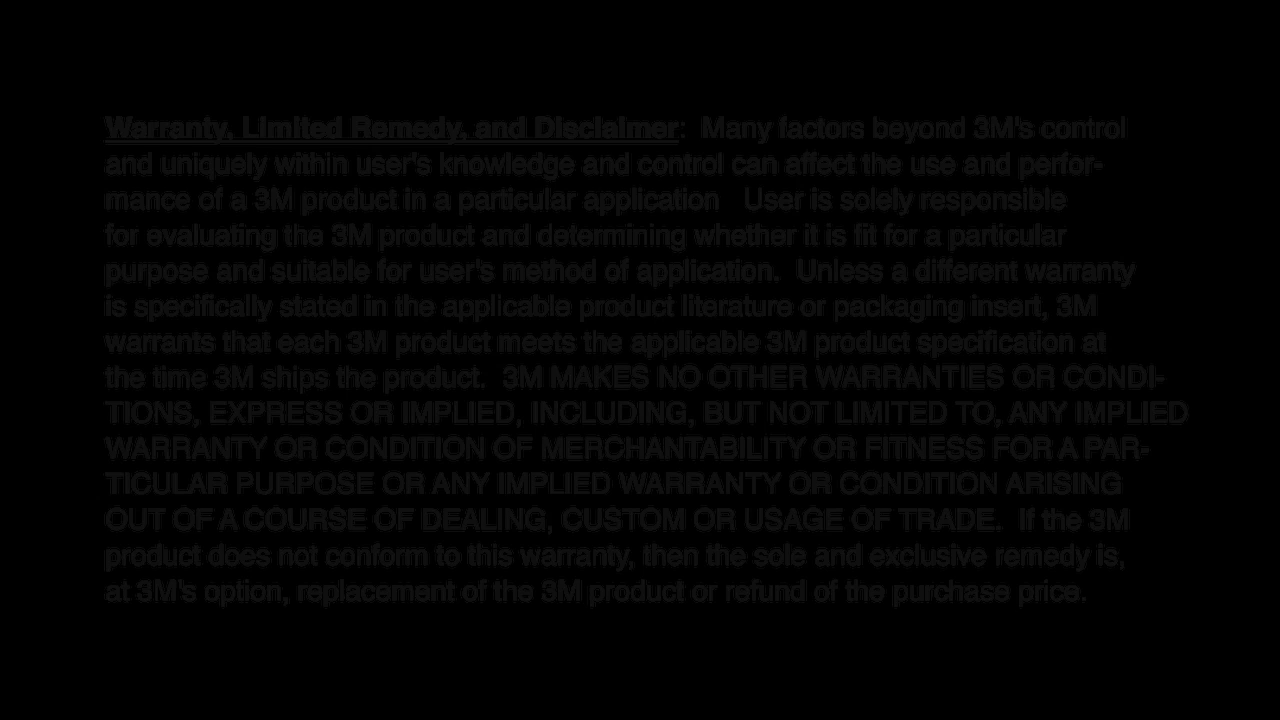 Warranty, Limited Remedy, and Disclaimer:  Many factors beyond 3M's control
and uniquely within user's knowledge and control can affect the use and perfor-
mance of a 3M product in a particular application   User is solely responsible
for evaluating the 3M product and determining whether it is fit for a particular
purpose and suitable for user's method of application.  Unless a different warranty
is specifically stated in the applicable product literature or packaging insert, 3M
warrants that each 3M product meets the applicable 3M product specification at
the time 3M ships the product.  3M MAKES NO OTHER WARRANTIES OR CONDI-
TIONS, EXPRESS OR IMPLIED, INCLUDING, BUT NOT LIMITED TO, ANY IMPLIED
WARRANTY OR CONDITION OF MERCHANTABILITY OR FITNESS FOR A PAR-
TICULAR PURPOSE OR ANY IMPLIED WARRANTY OR CONDITION ARISING
OUT OF A COURSE OF DEALING, CUSTOM OR USAGE OF TRADE.  If the 3M
product does not conform to this warranty, then the sole and exclusive remedy is,
at 3M's option, replacement of the 3M product or refund of the purchase price.